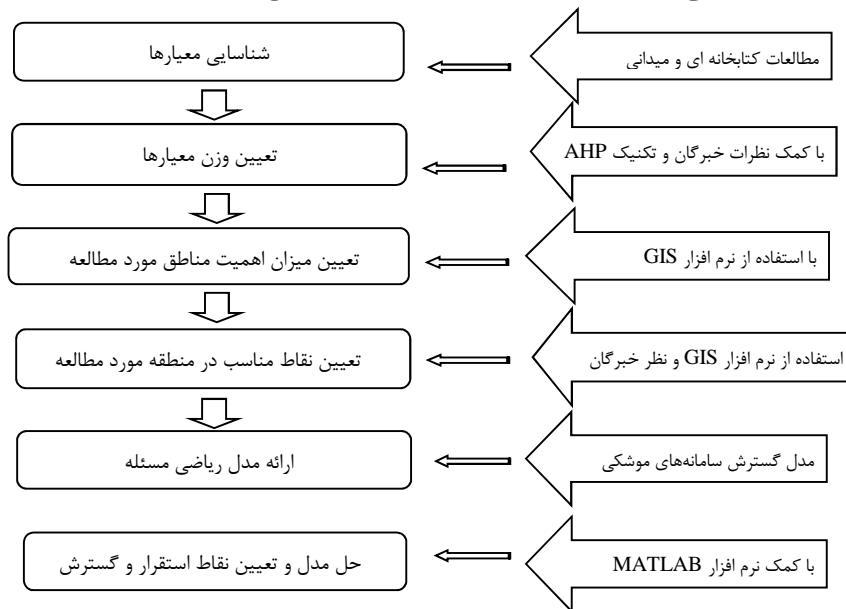 مطالعات کتابخانه ای و میدانی
شناسایی معیارها
با کمک نظرات خبرگان و تکنیک AHP
تعیین وزن معیارها
با استفاده از نرم افزار GIS
تعیین میزان اهمیت مناطق مورد مطالعه
استفاده از نرم افزار GIS و نظر خبرگان
تعیین نقاط مناسب در منطقه مورد مطالعه
مدل گسترش سامانه‌های موشکی
ارائه مدل ریاضی مسئله
با کمک نرم افزار MATLAB
حل مدل و تعیین نقاط استقرار و گسترش